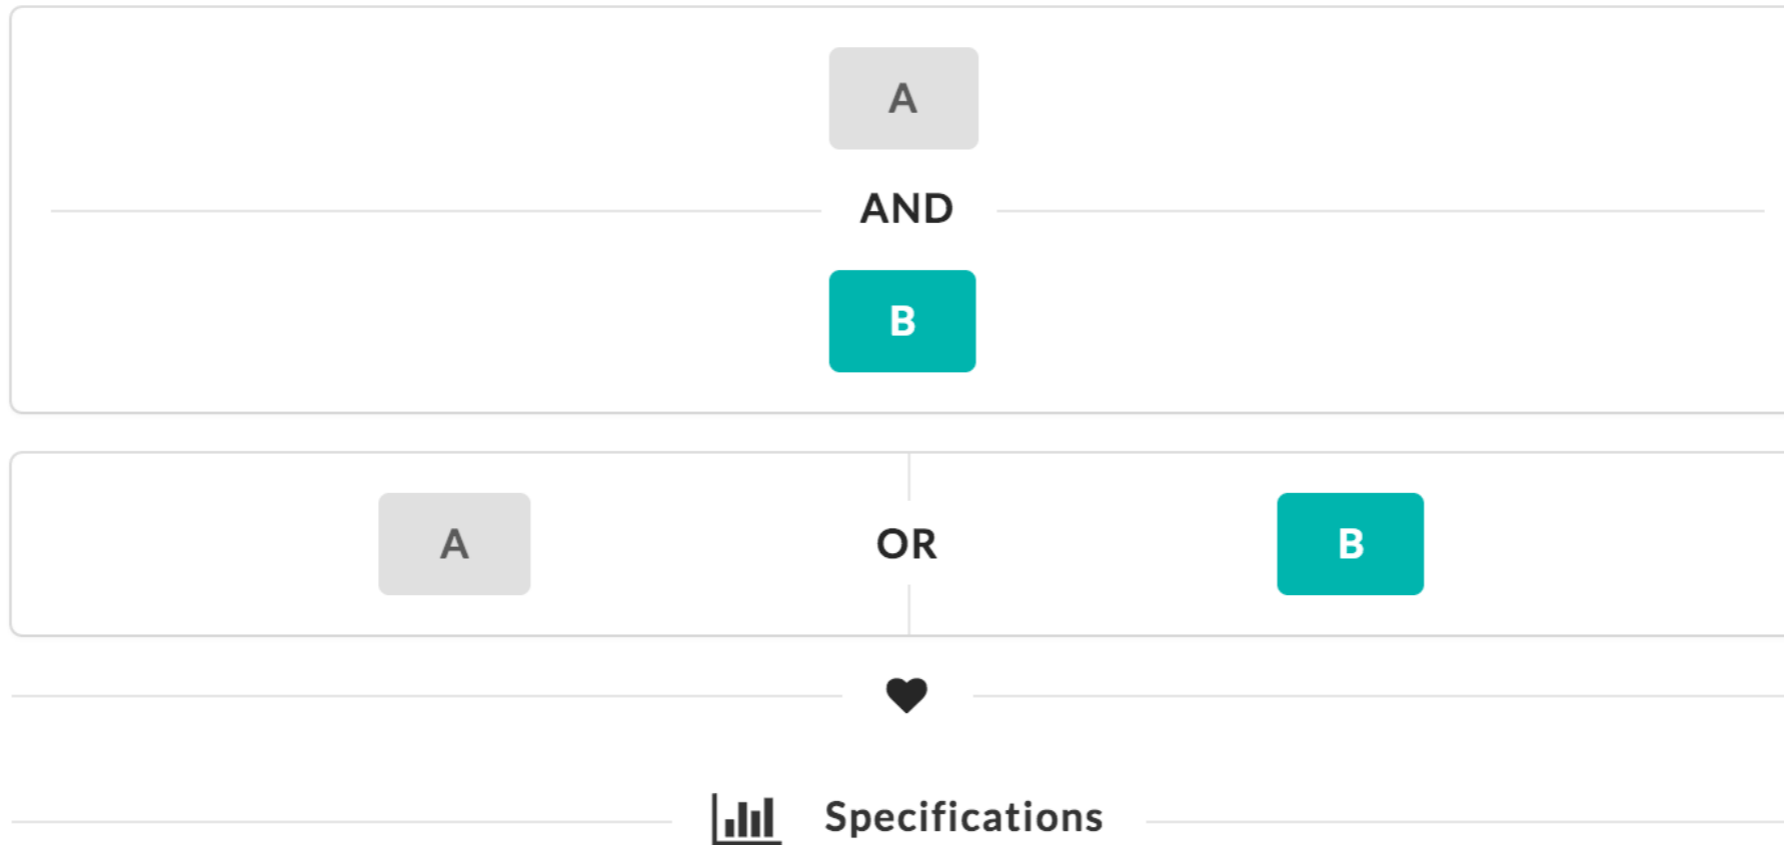 A
AND
B
A OR B
Specifications